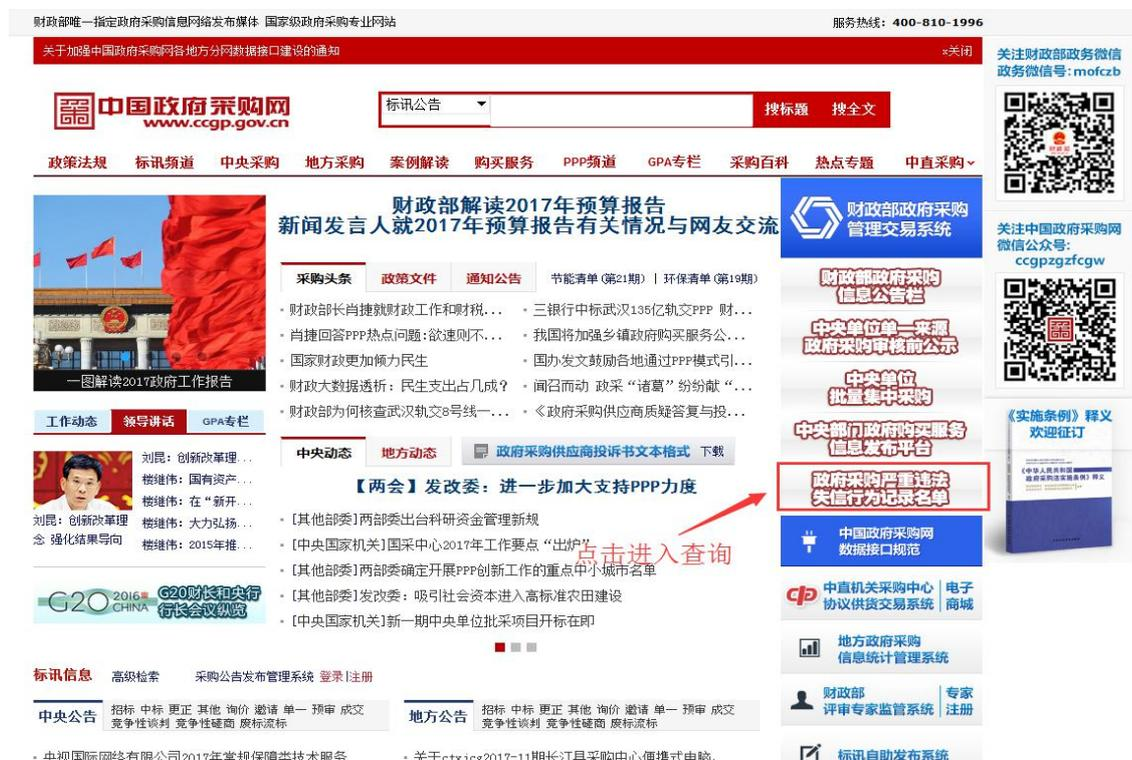 财政部唯一指定政府采购信息网络发布媒体 国家级政府采购专业网站
服务热线：400-810-1996
关于加强中国政府采购网各地方分网数据接口建设的通知
×关闭
中国政府采购网
www.ccgp.gov.cn
标讯公告
搜标题 搜全文
政策法规 标讯频道 中央采购 地方采购 案例解读 购买服务 PPP频道 GPA专栏 采购百科 热点专题 中直采购
一图解读2017政府工作报告
财政部解读2017年预算报告
新闻发言人就2017年预算报告有关情况与网友交流
采购头条 政策文件 通知公告 节能清单(第21期) | 环保清单(第19期)
财政部长肖捷就财政工作和财税...
三银行中标武汉135亿轨交PPP 财...
肖捷回答PPP热点问题:欲速则不...
我国将加强乡镇政府购买服务公...
国家财政更加倾力民生
国办发文鼓励各地通过PPP模式引...
财政大数据透析：民生支出占几成？
闻召而动 政采“诸葛”纷纷献“...
财政部为何核查武汉轨交8号线一...
《政府采购供应商质疑答复与投...
工作动态 领导讲话 GPA专栏
刘昆：创新改革理...
楼继伟：国有资产...
楼继伟：在“新开...
楼继伟：大力弘扬...
楼继伟：2015年推...
刘昆：创新改革理
念 强化结果导向
G20 2016 CHINA
G20财长和央行
行长会议纵览
中央动态 地方动态 政府采购供应商投诉书文本格式 下载
【两会】发改委：进一步加大支持PPP力度
[其他部委]两部委出台科研资金管理新规
[中央国家机关]国采中心2017年工作要点“出炉”
[其他部委]两部委确定开展PPP创新工作的重点中小城市名单
[其他部委]发改委：吸引社会资本进入高标准农田建设
[中央国家机关]新一期中央单位批采项目开标在即
点击进入查询
标讯信息 高级检索 采购公告发布管理系统 登录|注册
中央公告
招标 中标 更正 其他 询价 邀请 单一 预审 成交
竞争性谈判 竞争性磋商 废标流标
地方公告
招标 中标 更正 其他 询价 邀请 单一 预审 成交
竞争性谈判 竞争性磋商 废标流标
央视国际网络有限公司2017年常规保障类技术服务
财政部政府采购
管理交易系统
财政部政府采购
信息公告栏
中央单位单一来源
政府采购审核前公示
中央单位
批量集中采购
中央部门政府购买服务
信息发布平台
政府采购严重违法
失信行为记录名单
中国政府采购网
数据接口规范
中直机关采购中心
协议供货交易系统
电子
商城
地方政府采购
信息统计管理系统
财政部
评审专家监管系统
专家
注册
标讯自助发布系统
关注财政部政务微信
政务微信号:mofczb
关注中国政府采购网
微信公众号:
ccgpzgzfcgw
《实施条例》释义
欢迎征订
《中华人民共和国
政府采购法实施条例》释义